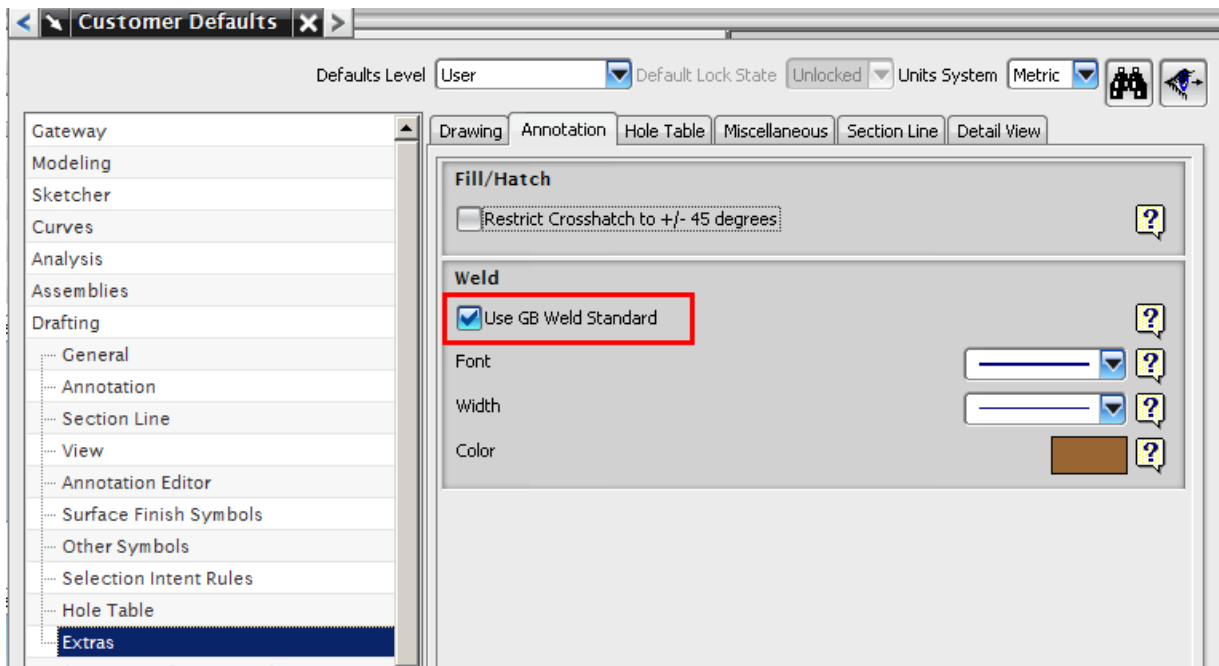 Customer Defaults
Defaults Level User Default Lock State Unlocked Units System Metric
Gateway
Modeling
Sketcher
Curves
Analysis
Assemblies
Drafting
General
Annotation
Section Line
View
Annotation Editor
Surface Finish Symbols
Other Symbols
Selection Intent Rules
Hole Table
Extras
Drawing Annotation Hole Table Miscellaneous Section Line Detail View
Fill/Hatch
Restrict Crosshatch to +/- 45 degrees
Weld
Use GB Weld Standard
Font
Width
Color